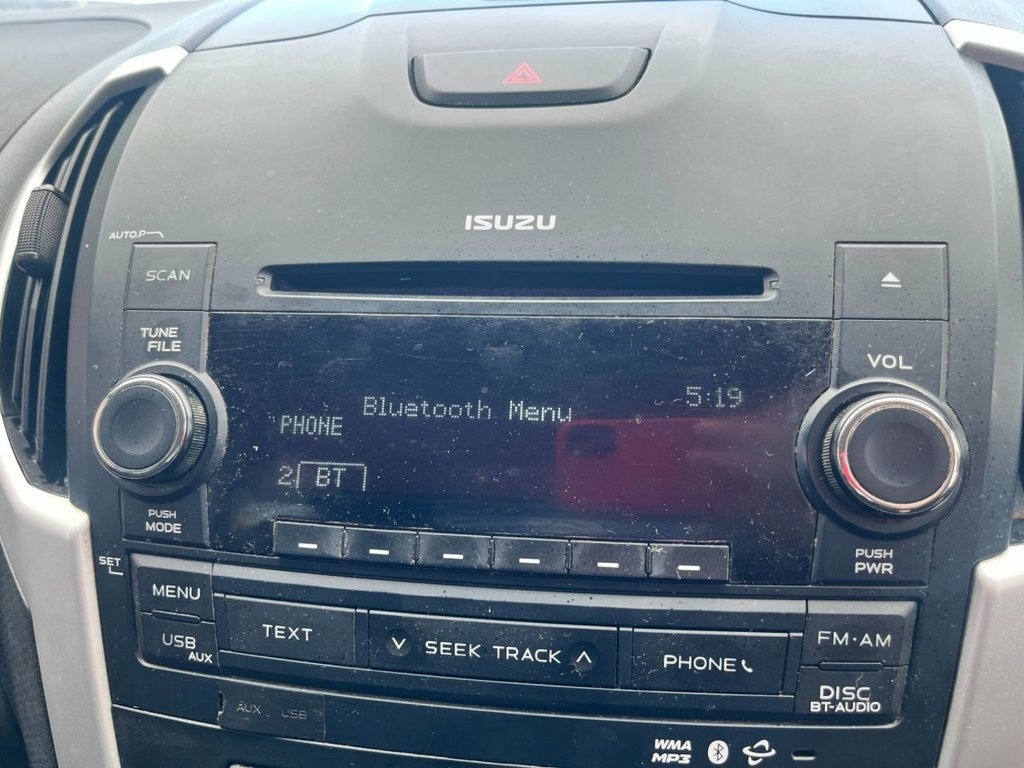 ISUZU
AUTO.P
SCAN
TUNE
FILE
VOL
Bluetooth Menu
5:19
PHONE
2 BT
PUSH
MODE
PUSH
PWR
SET
MENU
USB
AUX
TEXT
SEEK TRACK
PHONE
FM·AM
DISC
BT-AUDIO
AUX USB
WMA
MP3